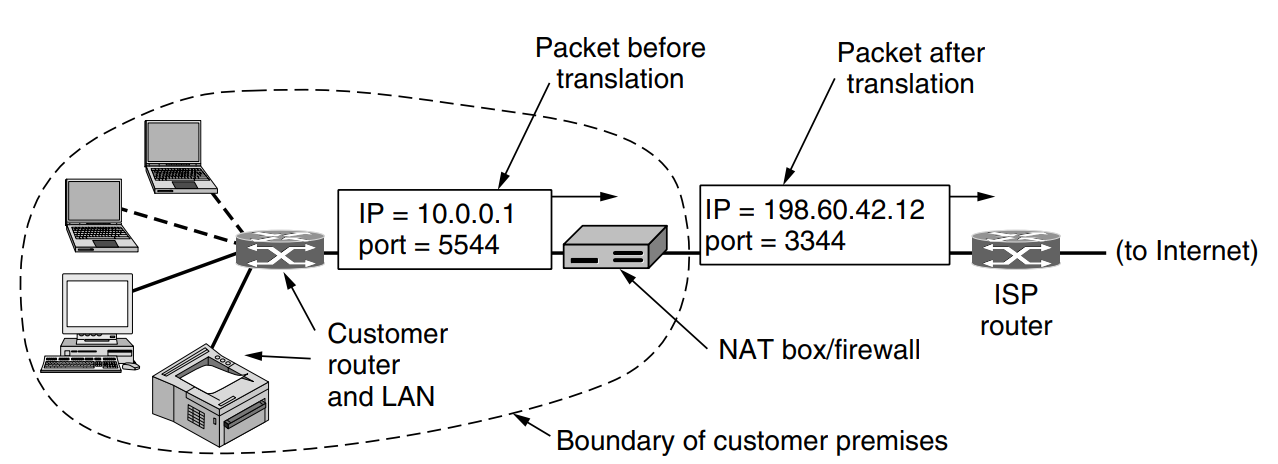 Packet before
translation
Packet after
translation
IP = 10.0.0.1
port = 5544
IP = 198.60.42.12
port = 3344
(to Internet)
ISP
router
Customer
router
and LAN
NAT box/firewall
Boundary of customer premises